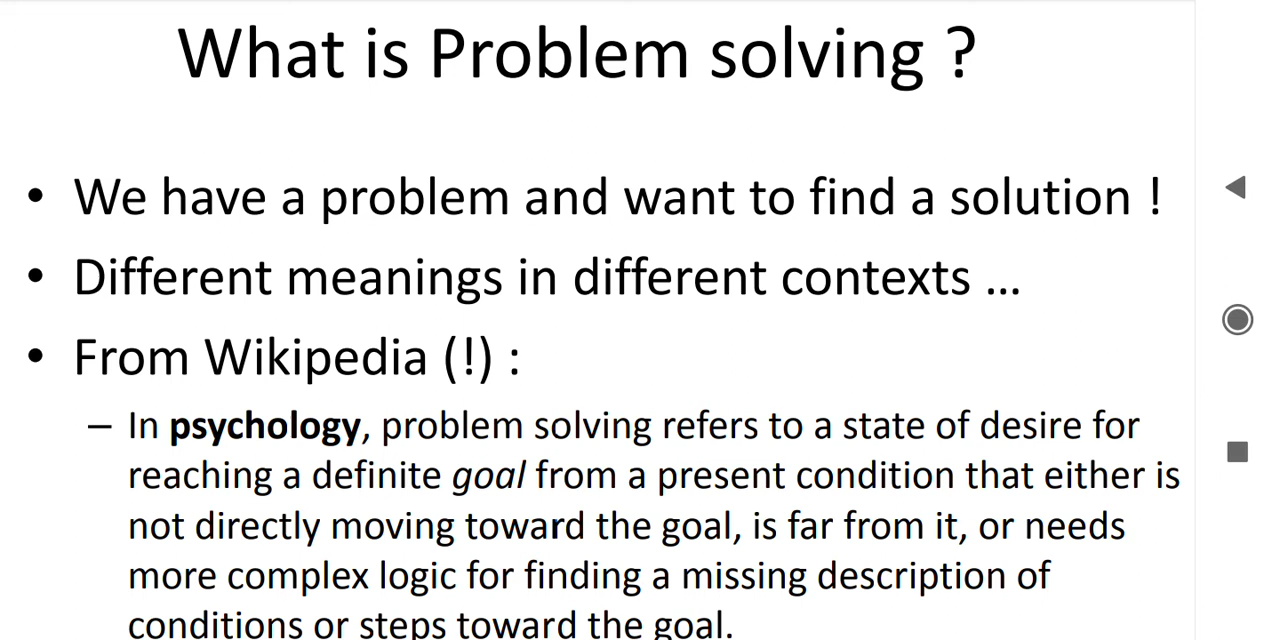 What is Problem solving ?
• We have a problem and want to find a solution !
• Different meanings in different contexts ...
• From Wikipedia (!) :
– In psychology, problem solving refers to a state of desire for
reaching a definite goal from a present condition that either is
not directly moving toward the goal, is far from it, or needs
more complex logic for finding a missing description of
conditions or steps toward the goal.